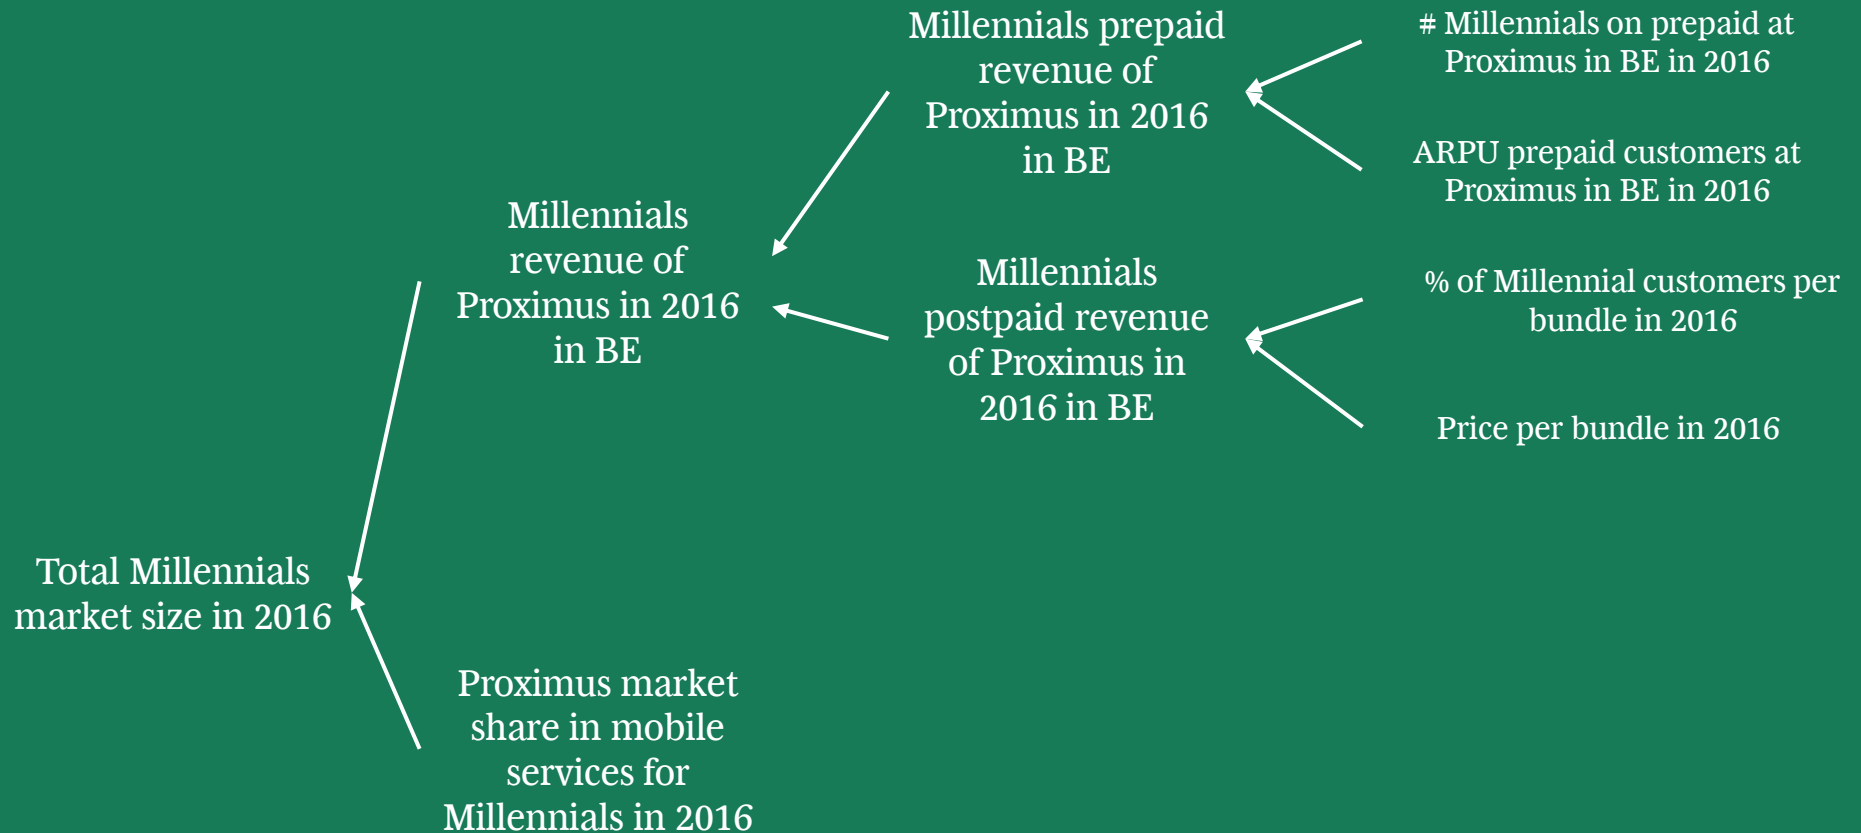 Millennials prepaid
revenue of
Proximus in 2016
in BE
# Millennials on prepaid at
Proximus in BE in 2016
ARPU prepaid customers at
Proximus in BE in 2016
Millennials
revenue of
Proximus in 2016
in BE
Millennials
postpaid revenue
of Proximus in
2016 in BE
% of Millennial customers per
bundle in 2016
Price per bundle in 2016
Total Millennials
market size in 2016
Proximus market
share in mobile
services for
Millennials in 2016